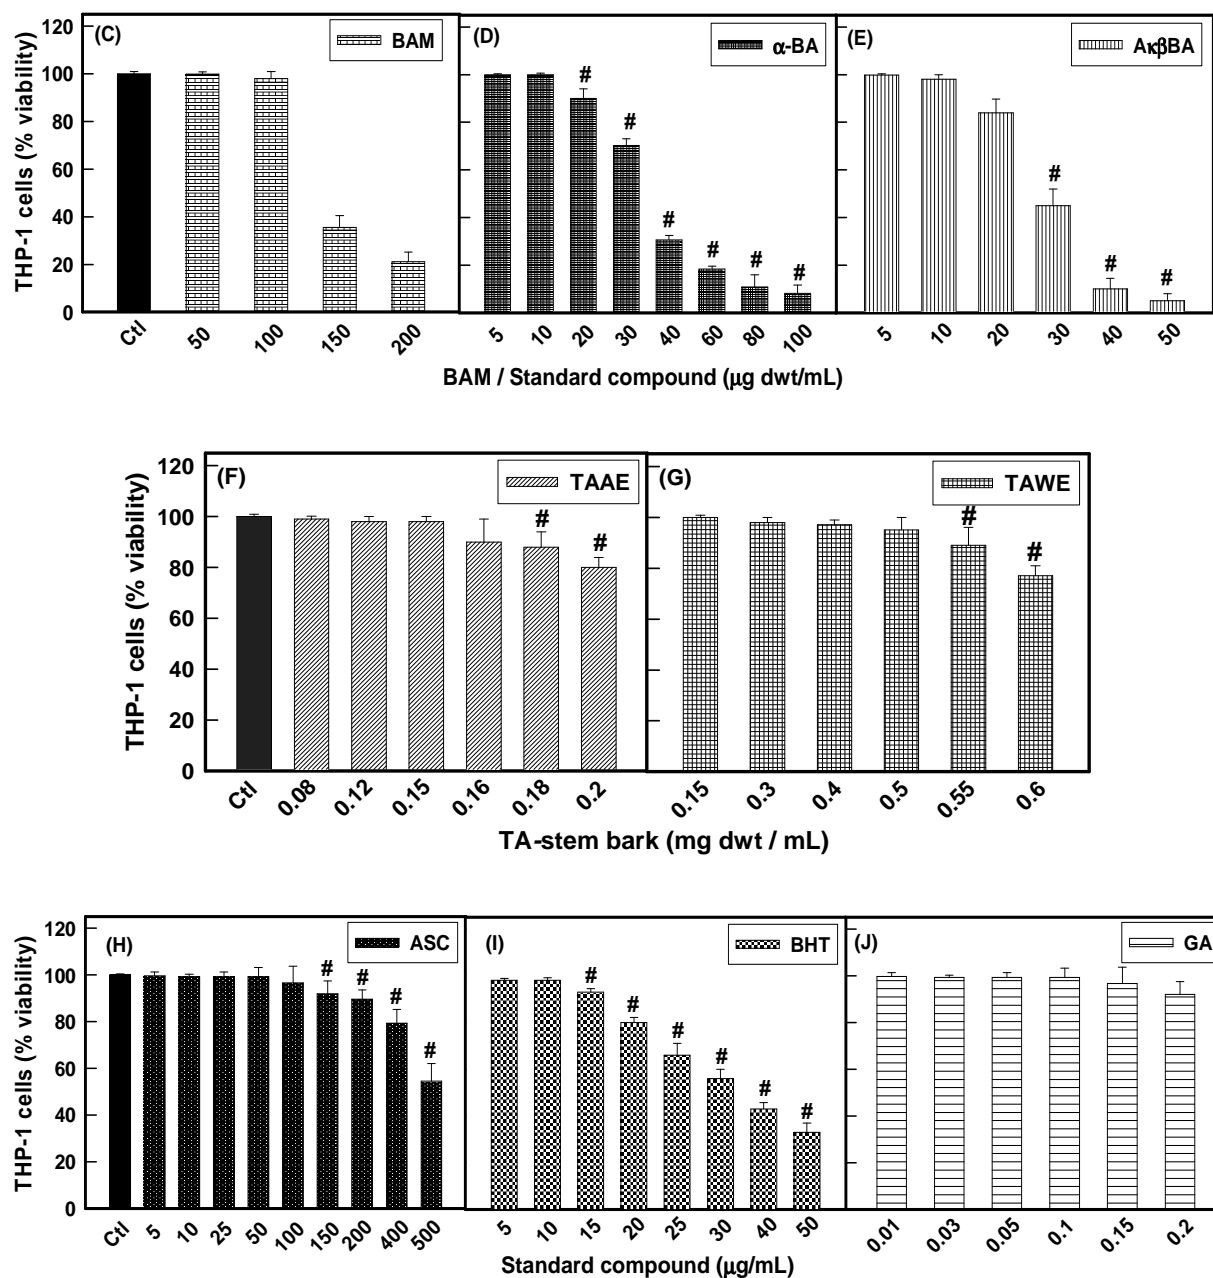 (C)
BAM
(D)
α-BA
(E)
AκβBA
THP-1 cells (% viability)
120
100
80
60
40
20
0
# # # # # #
# # #
Ctl 50 100 150 200
5 10 20 30 40 60 80 100
5 10 20 30 40 50
BAM / Standard compound (μg dwt/mL)
(F)
TAAE
(G)
TAWE
THP-1 cells (% viability)
120
100
80
60
40
20
0
# #
# #
Ctl 0.08 0.12 0.15 0.16 0.18 0.2
0.15 0.3 0.4 0.5 0.55 0.6
TA-stem bark (mg dwt / mL)
(H)
ASC
(I)
BHT
(J)
GA
THP-1 cells (% viability)
120
100
80
60
40
20
0
# # # #
# # # # # #
Ctl 5 10 25 50 100 150 200 400 500
5 10 15 20 25 30 40 50
0.01 0.03 0.05 0.1 0.15 0.2
Standard compound (μg/mL)